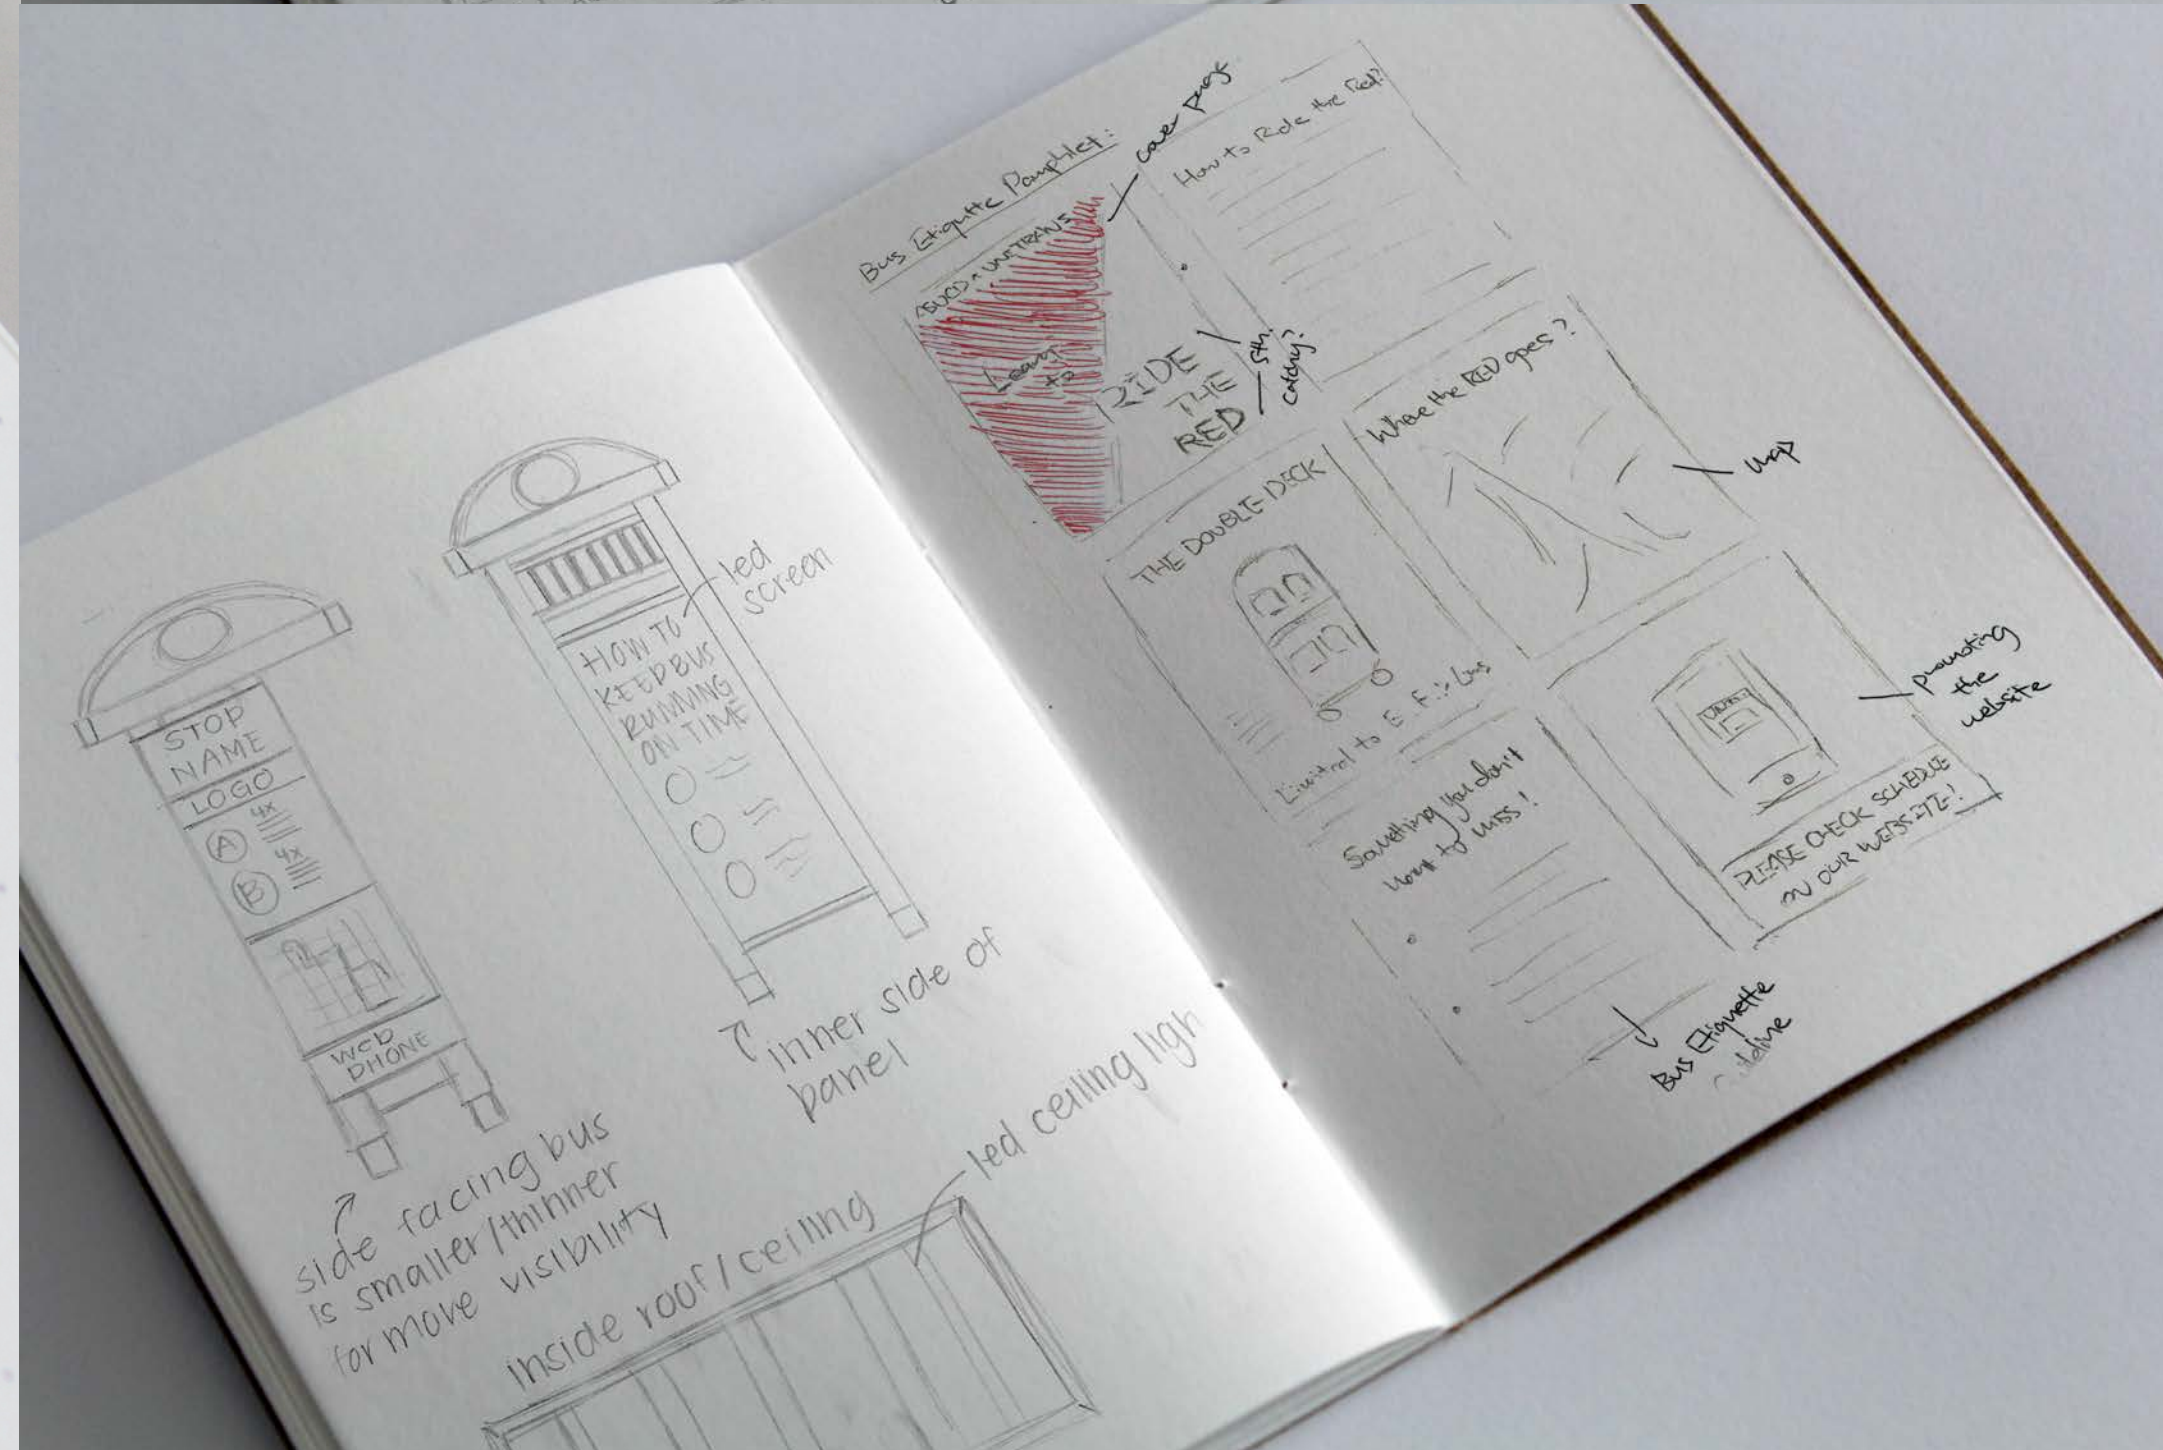 STOP
NAME
LOGO
4x
A
4x
B
WEB
PHONE
side facing bus
is smaller/thinner
for more visibility
led
screen
HOW TO
KEEP BUS
RUNNING
ON TIME
inner side of
panel
inside roof/ceiling
led ceiling ligh
Bus Etiqutte Pamphlet:
cover page
UNITRANS
Learn
to
RIDE
THE
RED
sth.
catchy?
How to Ride the Red?
THE DOUBLE DECK
Limited to E, F,
Where the RED goes?
map
Something you don't
want to miss!
Bus Etiquette
promoting
the
website
PLEASE CHECK SCHEDULE
ON OUR WEBSITE!